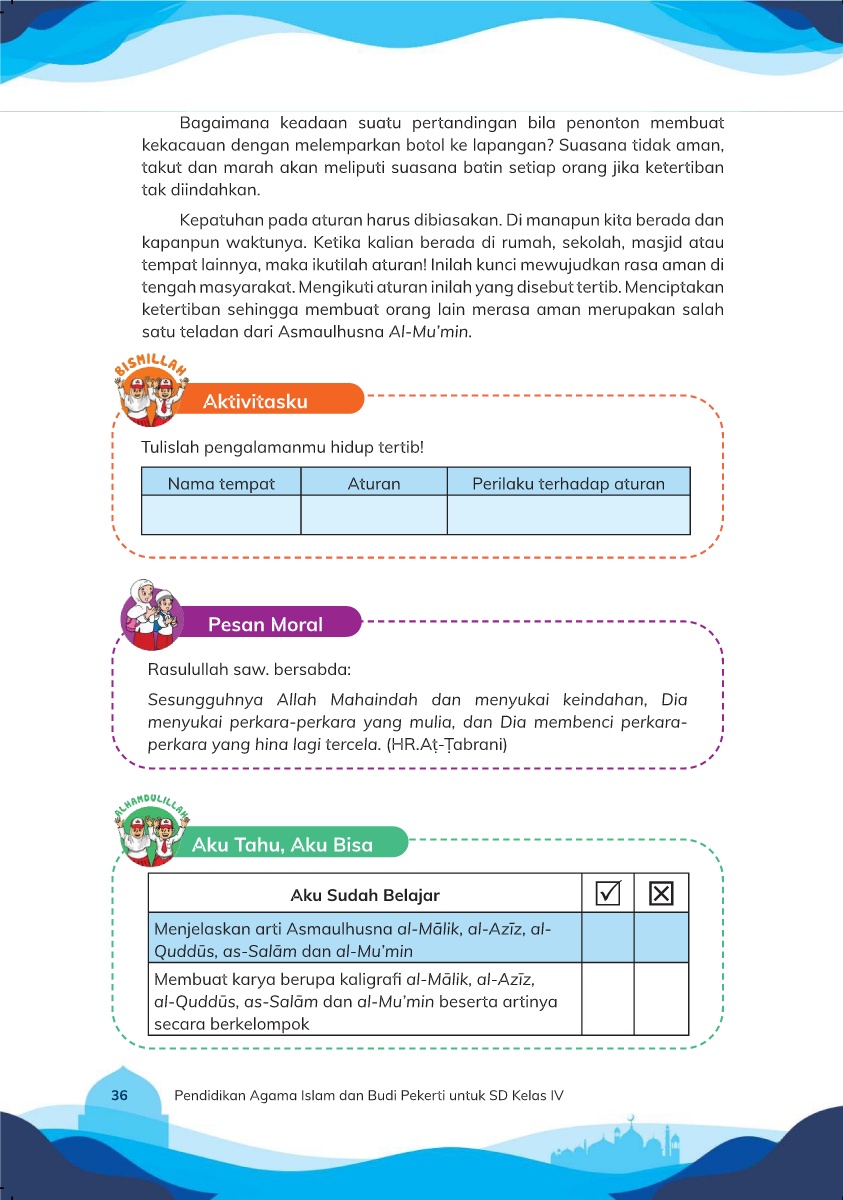 Bagaimana keadaan suatu pertandingan bila penonton membuat
kekacauan dengan melemparkan botol ke lapangan? Suasana tidak aman,
takut dan marah akan meliputi suasana batin setiap orang jika ketertiban
tak diindahkan.
Kepatuhan pada aturan harus dibiasakan. Di manapun kita berada dan
kapanpun waktunya. Ketika kalian berada di rumah, sekolah, masjid atau
tempat lainnya, maka ikutilah aturan! Inilah kunci mewujudkan rasa aman di
tengah masyarakat. Mengikuti aturan inilah yang disebut tertib. Menciptakan
ketertiban sehingga membuat orang lain merasa aman merupakan salah
satu teladan dari Asmaulhusna Al-Mu’min.
BISMILLAH
Aktivitasku
Tulislah pengalamanmu hidup tertib!
Nama tempat Aturan Perilaku terhadap aturan
Pesan Moral
Rasulullah saw. bersabda:
Sesungguhnya Allah Mahaindah dan menyukai keindahan, Dia
menyukai perkara-perkara yang mulia, dan Dia membenci perkara-
perkara yang hina lagi tercela. (HR.Aṭ-Ṭabrani)
ALHAMDULILLAH
Aku Tahu, Aku Bisa
Aku Sudah Belajar
Menjelaskan arti Asmaulhusna al-Mālik, al-Azīz, al-
Quddūs, as-Salām dan al-Mu’min
Membuat karya berupa kaligrafi al-Mālik, al-Azīz,
al-Quddūs, as-Salām dan al-Mu’min beserta artinya
secara berkelompok
36 Pendidikan Agama Islam dan Budi Pekerti untuk SD Kelas IV